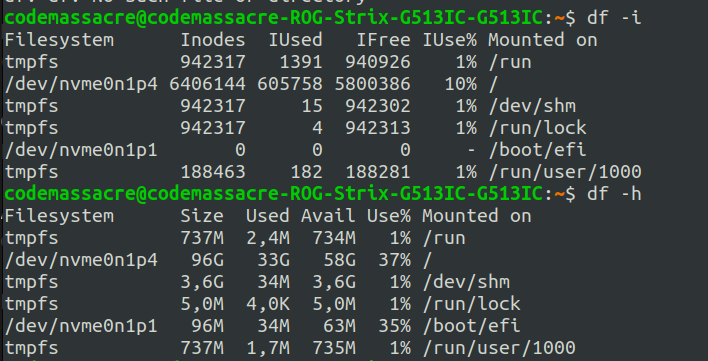 codemassacre@codemassacre-ROG-Strix-G513IC-G513IC:~$ df -i
Filesystem Inodes IUsed IFree IUse% Mounted on
tmpfs 942317 1391 940926 1% /run
/dev/nvme0n1p4 6406144 605758 5800386 10% /
tmpfs 942317 15 942302 1% /dev/shm
tmpfs 942317 4 942313 1% /run/lock
/dev/nvme0n1p1 0 0 0 - /boot/efi
tmpfs 188463 182 188281 1% /run/user/1000
codemassacre@codemassacre-ROG-Strix-G513IC-G513IC:~$ df -h
Filesystem Size Used Avail Use% Mounted on
tmpfs 737M 2,4M 734M 1% /run
/dev/nvme0n1p4 96G 33G 58G 37% /
tmpfs 3,6G 34M 3,6G 1% /dev/shm
tmpfs 5,0M 4,0K 5,0M 1% /run/lock
/dev/nvme0n1p1 96M 34M 63M 35% /boot/efi
tmpfs 737M 1,7M 735M 1% /run/user/1000